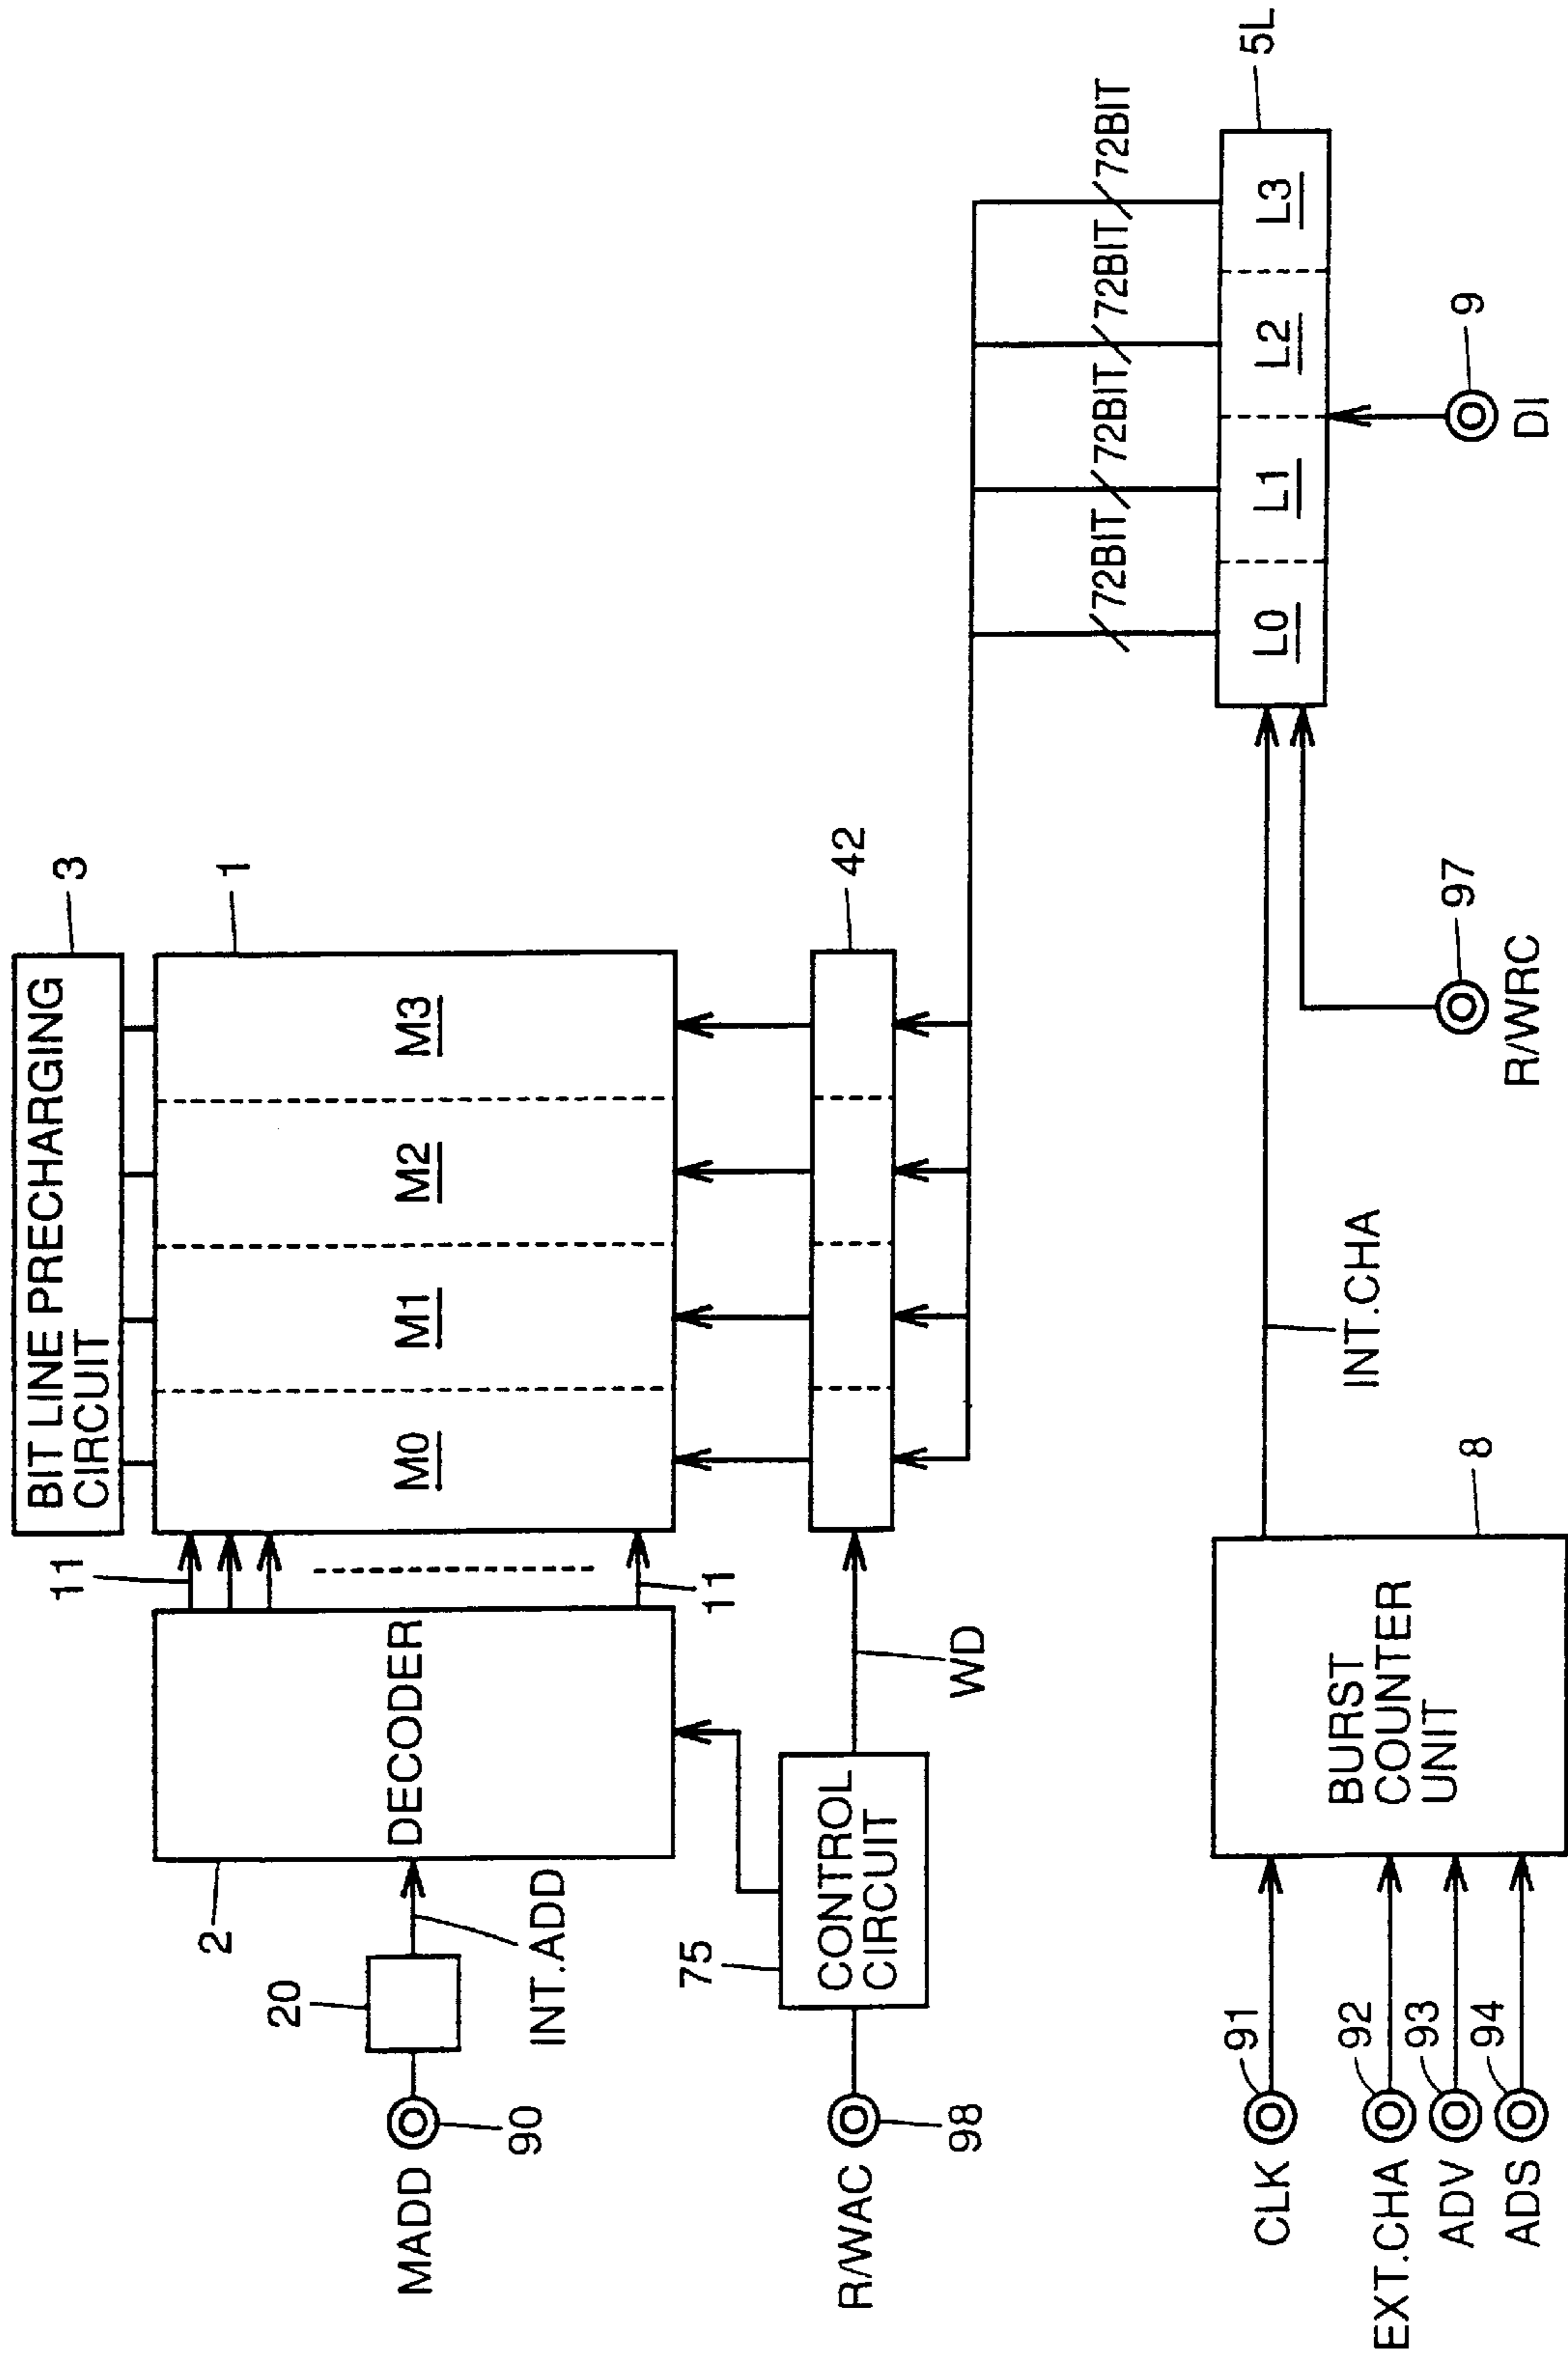 BIT LINE PRECHARGING
CIRCUIT
3
1
M0
M1
M2
M3
11
11
DECODER
2
20
INT.ADD
MADD
90
42
WD
CONTROL
CIRCUIT
75
R/WAC
98
72BIT
72BIT
72BIT
72BIT
5L
L0
L1
L2
L3
DI
9
R/WRC
97
INT.CHA
BURST
COUNTER
UNIT
8
CLK
91
EXT.CHA
92
ADV
93
ADS
94